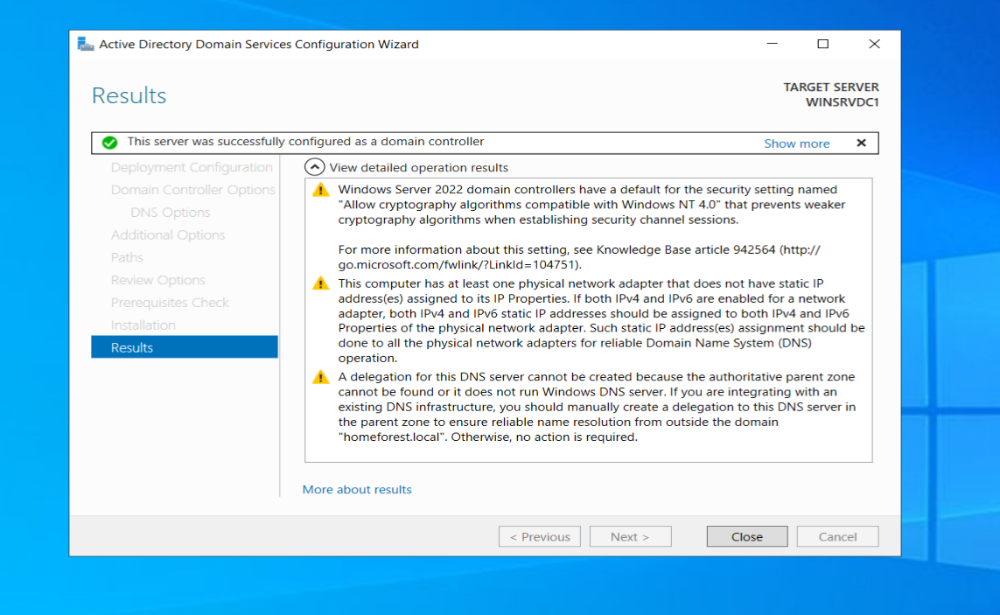 Active Directory Domain Services Configuration Wizard
Results
TARGET SERVER
WINSRVDC1
This server was successfully configured as a domain controller
Show more
Deployment Configuration
Domain Controller Options
DNS Options
Additional Options
Paths
Review Options
Prerequisites Check
Installation
Results
View detailed operation results
Windows Server 2022 domain controllers have a default for the security setting named
"Allow cryptography algorithms compatible with Windows NT 4.0" that prevents weaker
cryptography algorithms when establishing security channel sessions.
For more information about this setting, see Knowledge Base article 942564 (http://
go.microsoft.com/fwlink/?LinkId=104751).
This computer has at least one physical network adapter that does not have static IP
address(es) assigned to its IP Properties. If both IPv4 and IPv6 are enabled for a network
adapter, both IPv4 and IPv6 static IP addresses should be assigned to both IPv4 and IPv6
Properties of the physical network adapter. Such static IP address(es) assignment should be
done to all the physical network adapters for reliable Domain Name System (DNS)
operation.
A delegation for this DNS server cannot be created because the authoritative parent zone
cannot be found or it does not run Windows DNS server. If you are integrating with an
existing DNS infrastructure, you should manually create a delegation to this DNS server in
the parent zone to ensure reliable name resolution from outside the domain
"homeforest.local". Otherwise, no action is required.
More about results
< Previous
Next >
Close
Cancel